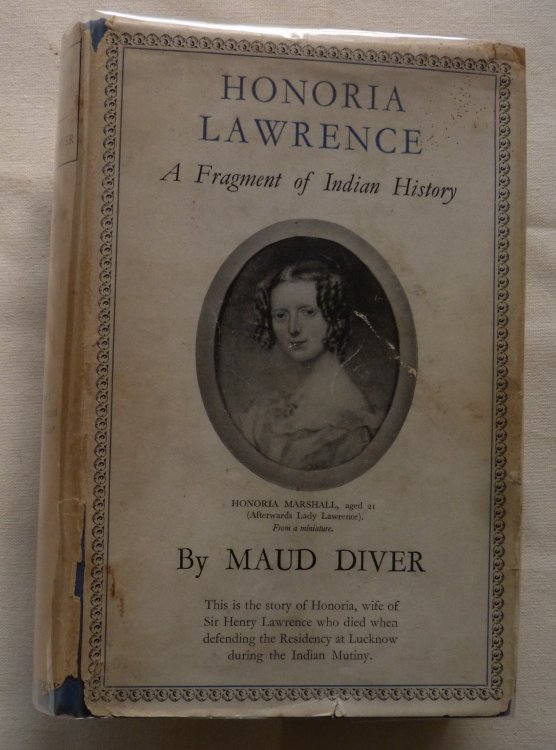 HONORIA
LAWRENCE
A Fragment of Indian History
HONORIA MARSHALL, aged 21
(Afterwards Lady Lawrence).
From a miniature.
By MAUD DIVER
This is the story of Honoria, wife of
Sir Henry Lawrence who died when
defending the Residency at Lucknow
during the Indian Mutiny.